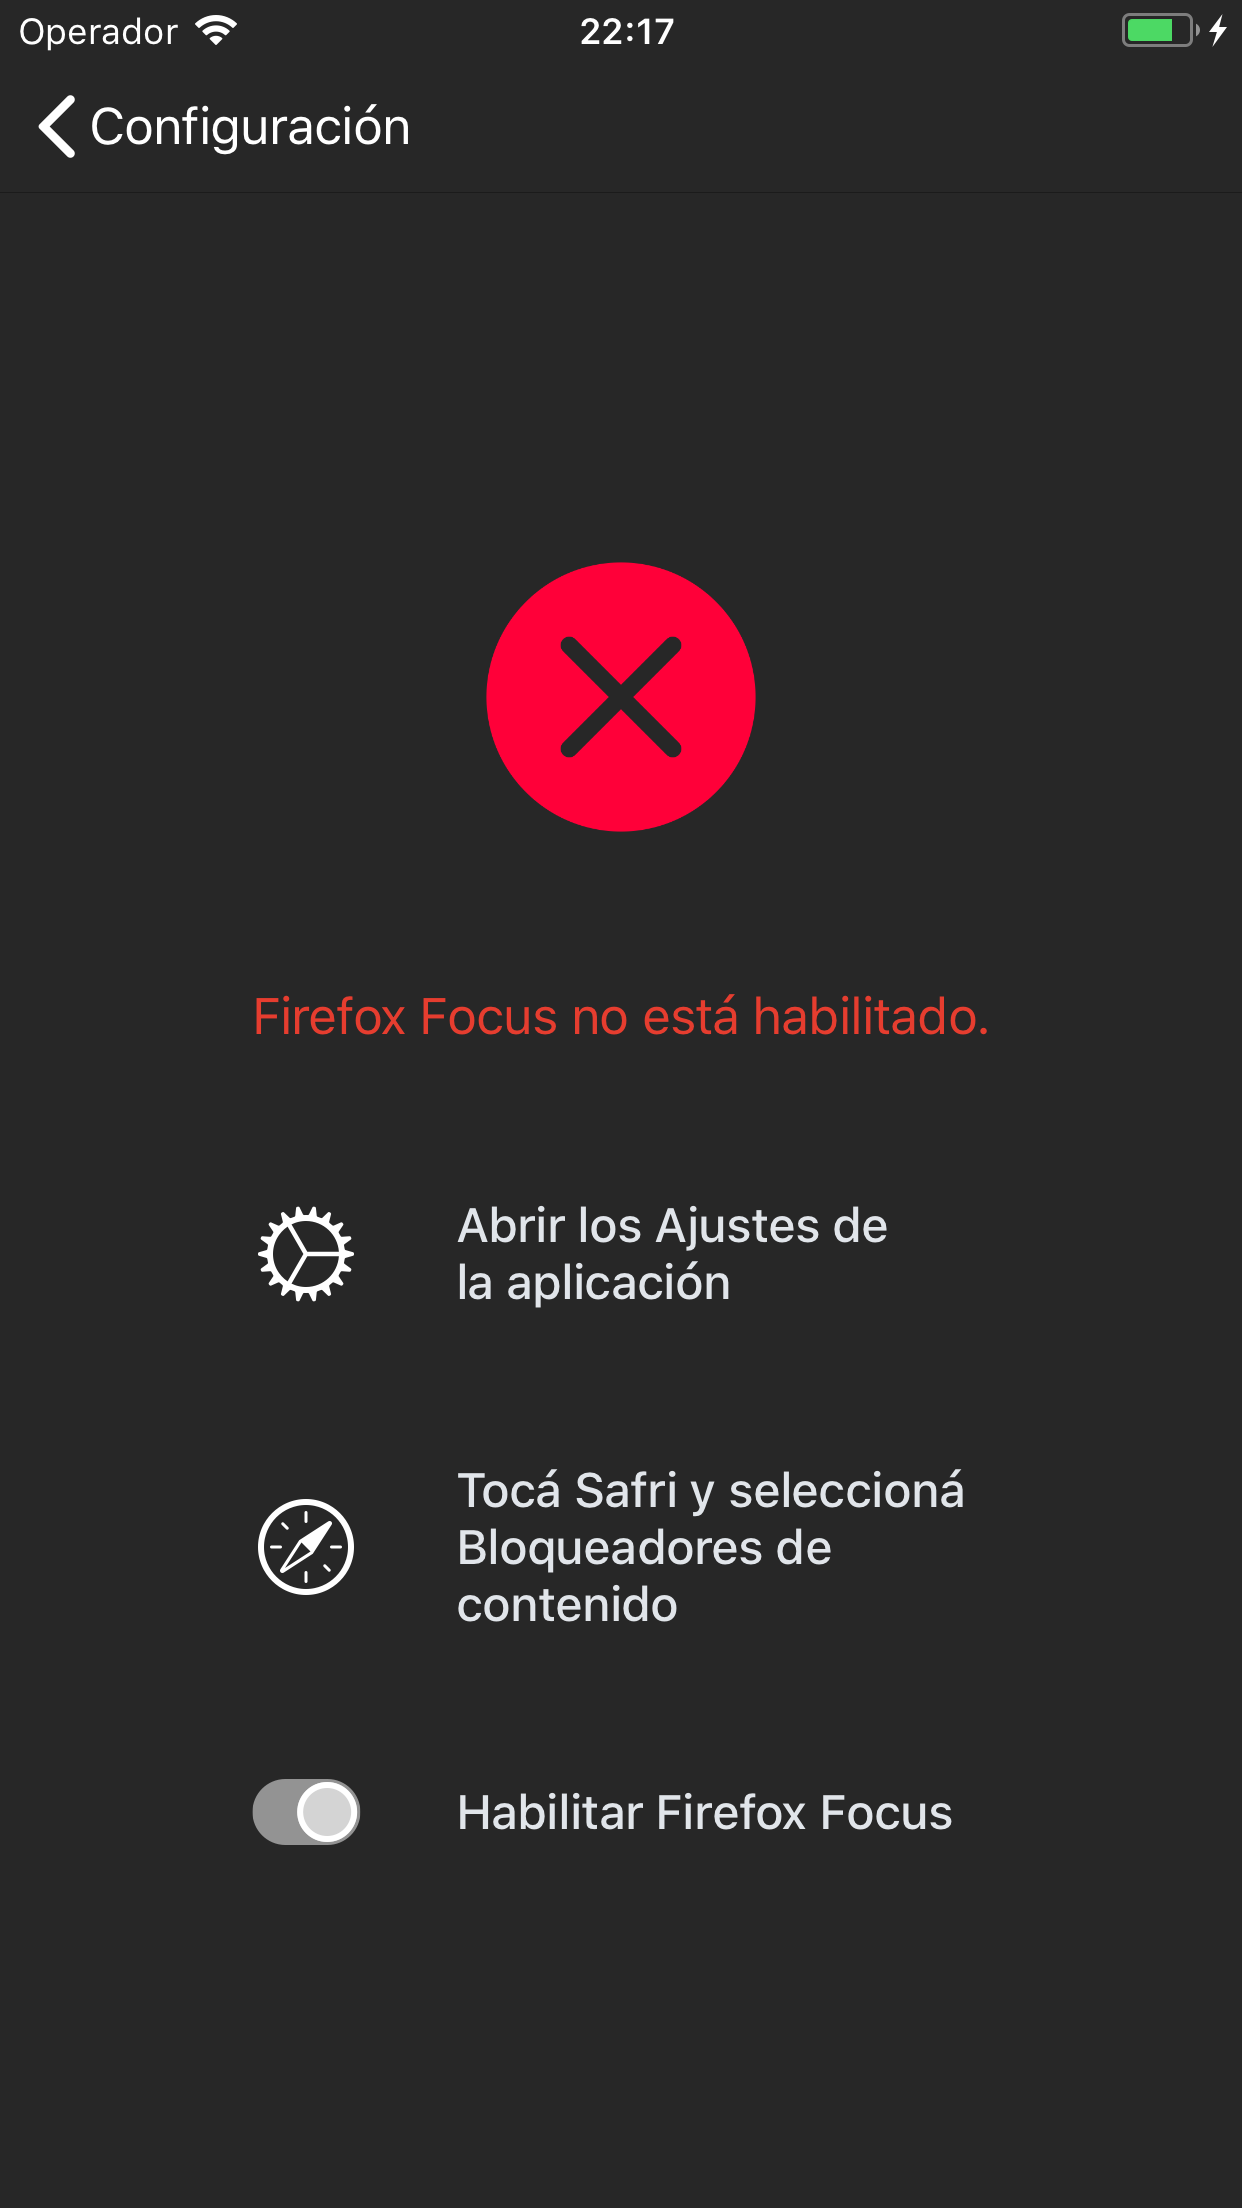 Operador
22:17
Configuración
Firefox Focus no está habilitado.
Abrir los Ajustes de
la aplicación
Tocá Safri y seleccioná
Bloqueadores de
contenido
Habilitar Firefox Focus